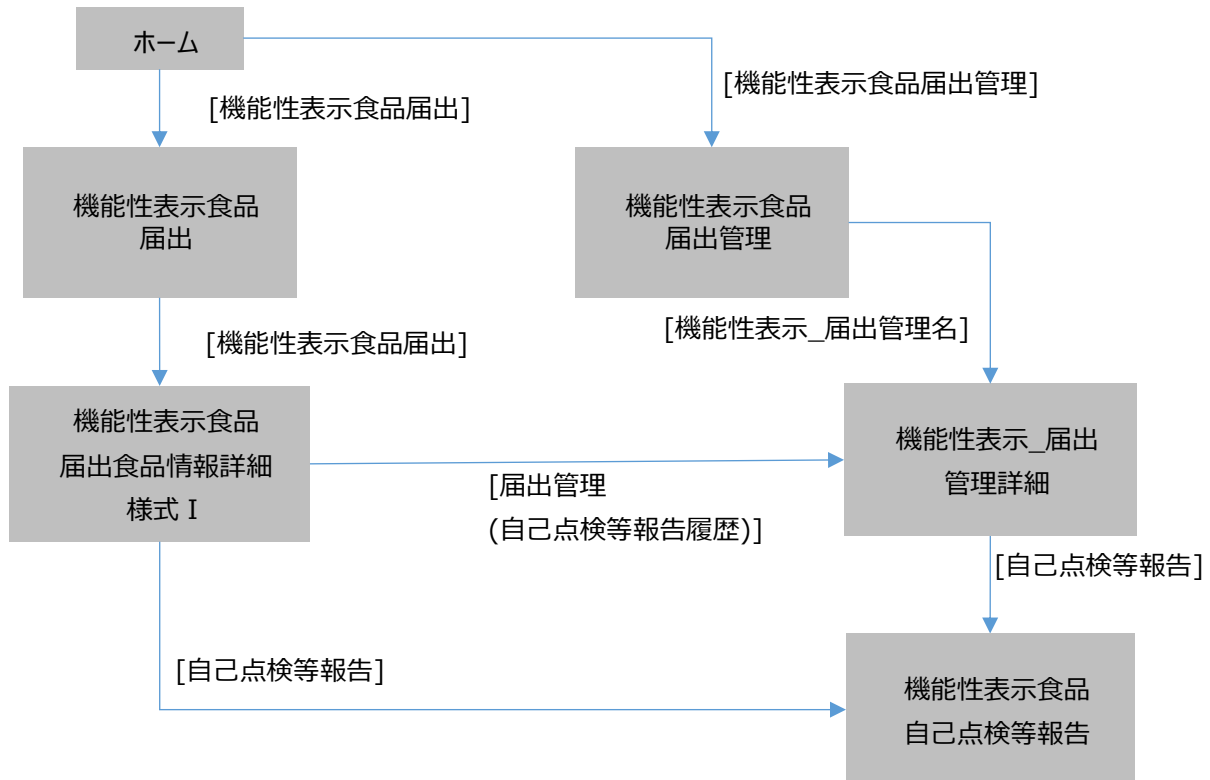 ホーム
[機能性表示食品届出管理]
[機能性表示食品届出]
機能性表示食品
届出
機能性表示食品
届出管理
[機能性表示_届出管理名]
[機能性表示食品届出]
機能性表示食品
届出食品情報詳細
様式Ⅰ
機能性表示_届出
管理詳細
[届出管理
(自己点検等報告履歴)]
[自己点検等報告]
[自己点検等報告]
機能性表示食品
自己点検等報告